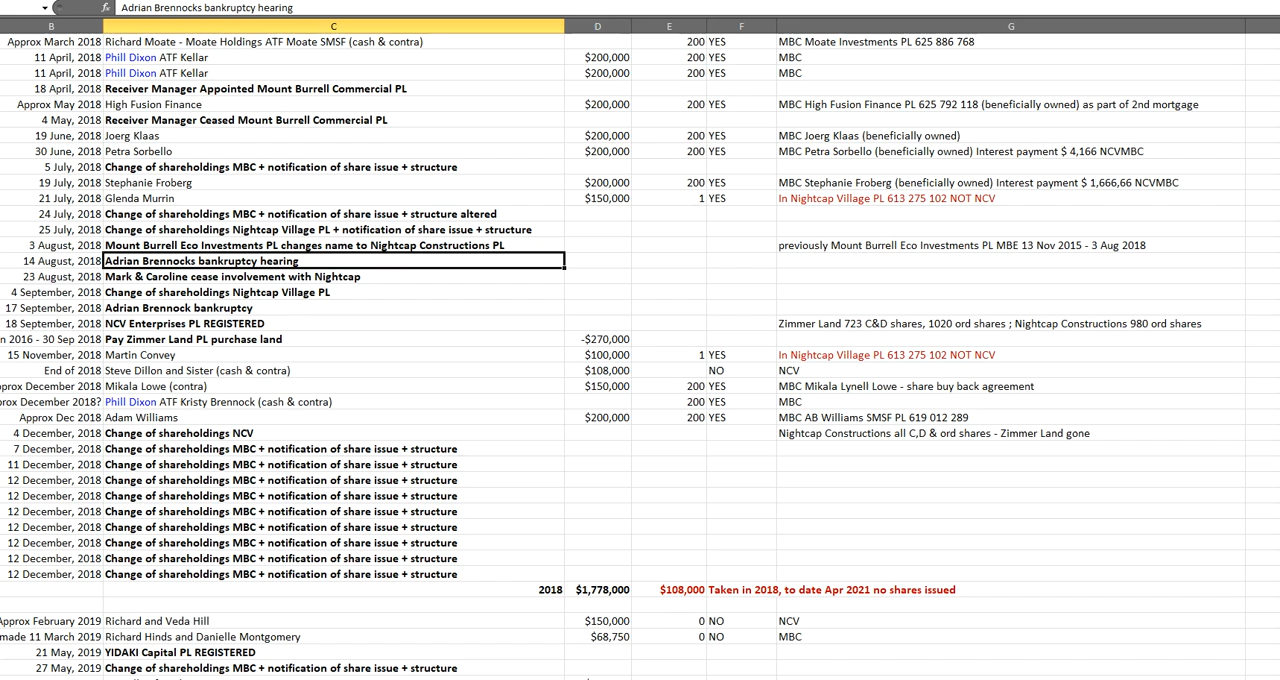 fx Adrian Brennocks bankruptcy hearing
B C D E F G
Approx March 2018 Richard Moate - Moate Holdings ATF Moate SMSF (cash & contra) 200 YES MBC Moate Investments PL 625 886 768
11 April, 2018 Phill Dixon ATF Kellar $200,000 200 YES MBC
11 April, 2018 Phill Dixon ATF Kellar $200,000 200 YES MBC
18 April, 2018 Receiver Manager Appointed Mount Burrell Commercial PL
Approx May 2018 High Fusion Finance $200,000 200 YES MBC High Fusion Finance PL 625 792 118 (beneficially owned) as part of 2nd mortgage
4 May, 2018 Receiver Manager Ceased Mount Burrell Commercial PL
19 June, 2018 Joerg Klaas $200,000 200 YES MBC Joerg Klaas (beneficially owned)
30 June, 2018 Petra Sorbello $200,000 200 YES MBC Petra Sorbello (beneficially owned) Interest payment $ 4,166 NCVMBC
5 July, 2018 Change of shareholdings MBC + notification of share issue + structure
19 July, 2018 Stephanie Froberg $200,000 200 YES MBC Stephanie Froberg (beneficially owned) Interest payment $ 1,666,66 NCVMBC
21 July, 2018 Glenda Murrin $150,000 1 YES In Nightcap Village PL 613 275 102 NOT NCV
24 July, 2018 Change of shareholdings MBC + notification of share issue + structure altered
25 July, 2018 Change of shareholdings Nightcap Village PL + notification of share issue + structure
3 August, 2018 Mount Burrell Eco Investments PL changes name to Nightcap Constructions PL previously Mount Burrell Eco Investments PL MBE 13 Nov 2015 - 3 Aug 2018
14 August, 2018 Adrian Brennocks bankruptcy hearing
23 August, 2018 Mark & Caroline cease involvement with Nightcap
4 September, 2018 Change of shareholdings Nightcap Village PL
17 September, 2018 Adrian Brennock bankruptcy
18 September, 2018 NCV Enterprises PL REGISTERED Zimmer Land 723 C&D shares, 1020 ord shares ; Nightcap Constructions 980 ord shares
n 2016 - 30 Sep 2018 Pay Zimmer Land PL purchase land -$270,000
15 November, 2018 Martin Convey $100,000 1 YES In Nightcap Village PL 613 275 102 NOT NCV
End of 2018 Steve Dillon and Sister (cash & contra) $108,000 NO NCV
prox December 2018 Mikala Lowe (contra) $150,000 200 YES MBC Mikala Lynell Lowe - share buy back agreement
rox December 2018? Phill Dixon ATF Kristy Brennock (cash & contra) 200 YES MBC
Approx Dec 2018 Adam Williams $200,000 200 YES MBC AB Williams SMSF PL 619 012 289
4 December, 2018 Change of shareholdings NCV Nightcap Constructions all C,D & ord shares - Zimmer Land gone
7 December, 2018 Change of shareholdings MBC + notification of share issue + structure
11 December, 2018 Change of shareholdings MBC + notification of share issue + structure
12 December, 2018 Change of shareholdings MBC + notification of share issue + structure
12 December, 2018 Change of shareholdings MBC + notification of share issue + structure
12 December, 2018 Change of shareholdings MBC + notification of share issue + structure
12 December, 2018 Change of shareholdings MBC + notification of share issue + structure
12 December, 2018 Change of shareholdings MBC + notification of share issue + structure
12 December, 2018 Change of shareholdings MBC + notification of share issue + structure
12 December, 2018 Change of shareholdings MBC + notification of share issue + structure
2018 $1,778,000 $108,000 Taken in 2018, to date Apr 2021 no shares issued
Approx February 2019 Richard and Veda Hill $150,000 0 NO NCV
made 11 March 2019 Richard Hinds and Danielle Montgomery $68,750 0 NO MBC
21 May, 2019 YIDAKI Capital PL REGISTERED
27 May, 2019 Change of shareholdings MBC + notification of share issue + structure